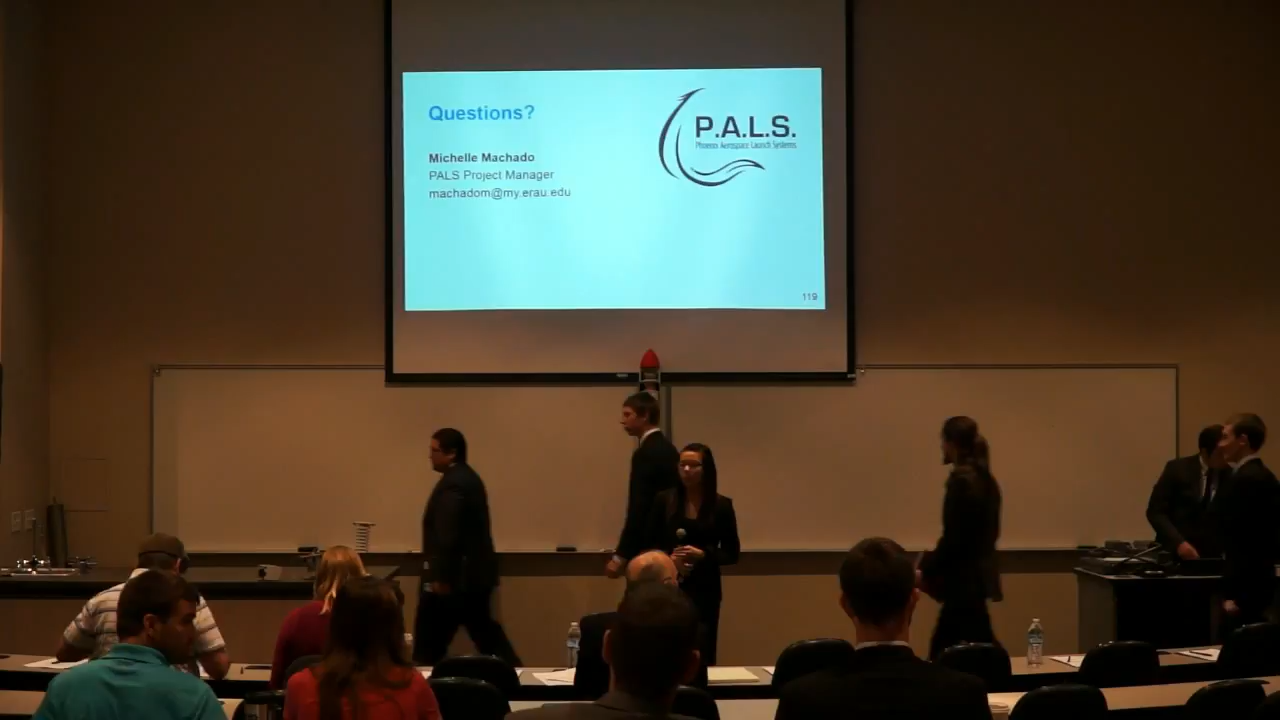 Questions?
Michelle Machado
PALS Project Manager
machadom@my.erau.edu
P.A.L.S.
Phoenix Aerospace Launch Systems
119